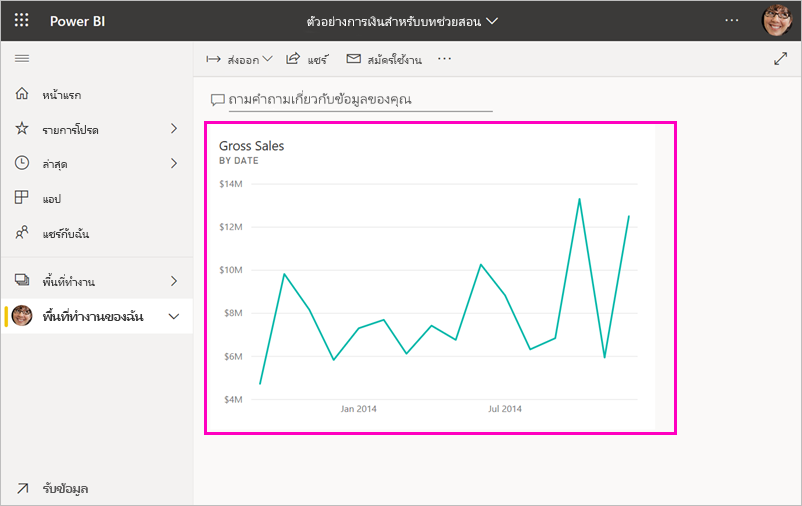 Power BI
ตัวอย่างการเงินสำหรับบทช่วยสอน
ส่งออก
แชร์
สมัครใช้งาน
ถามคำถามเกี่ยวกับข้อมูลของคุณ
หน้าแรก
รายการโปรด
ล่าสุด
แอป
แชร์กับฉัน
พื้นที่ทำงาน
พื้นที่ทำงานของฉัน
รับข้อมูล
Gross Sales
BY DATE
$14M
$12M
$10M
$8M
$6M
$4M
Jan 2014
Jul 2014